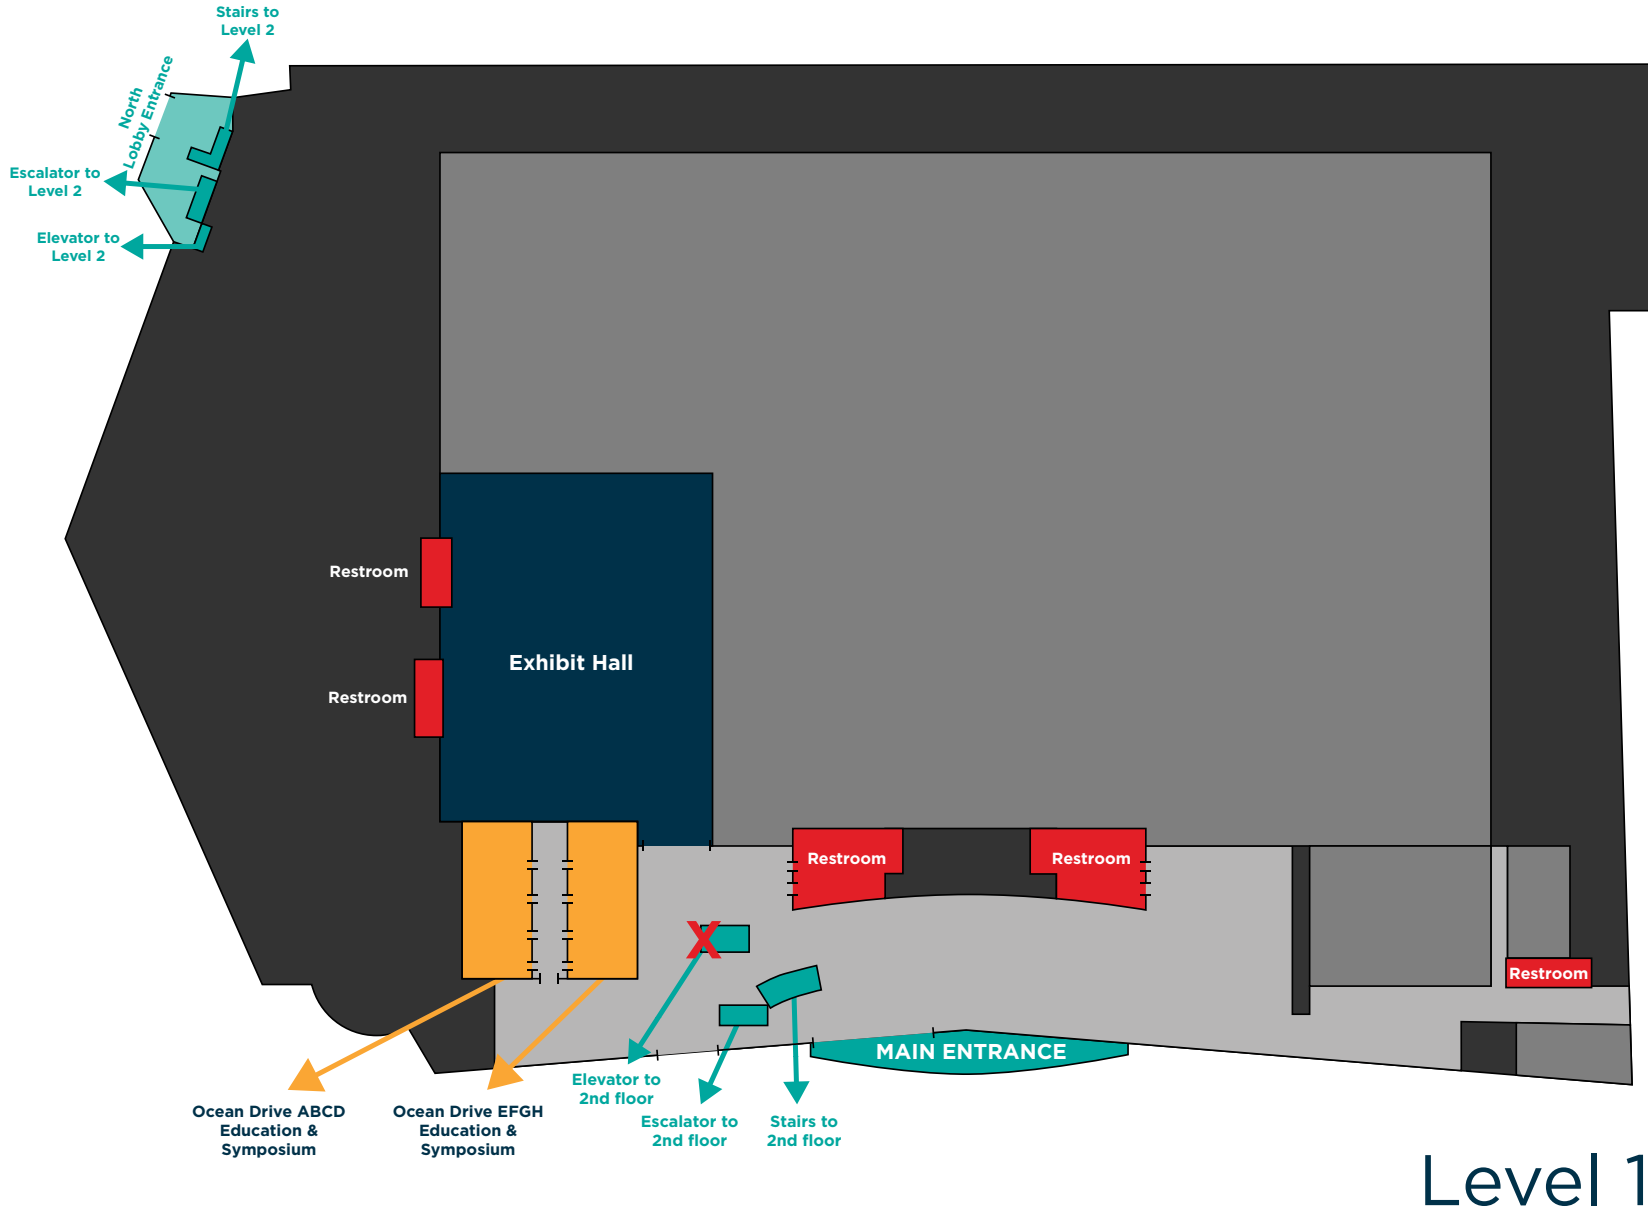 Stairs to
Level 2
North
Lobby Entrance
Escalator to
Level 2
Elevator to
Level 2
Restroom
Exhibit Hall
Restroom
Restroom
Restroom
X
Restroom
MAIN ENTRANCE
Elevator to
2nd floor
Ocean Drive ABCD
Education &
Symposium
Ocean Drive EFGH
Education &
Symposium
Escalator to
2nd floor
Stairs to
2nd floor
Level 1